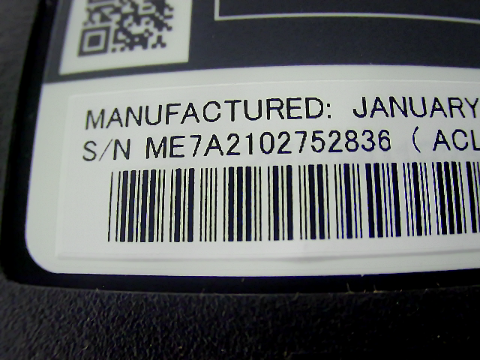 MANUFACTURED: JANUARY
S/N ME7A2102752836 ( ACL